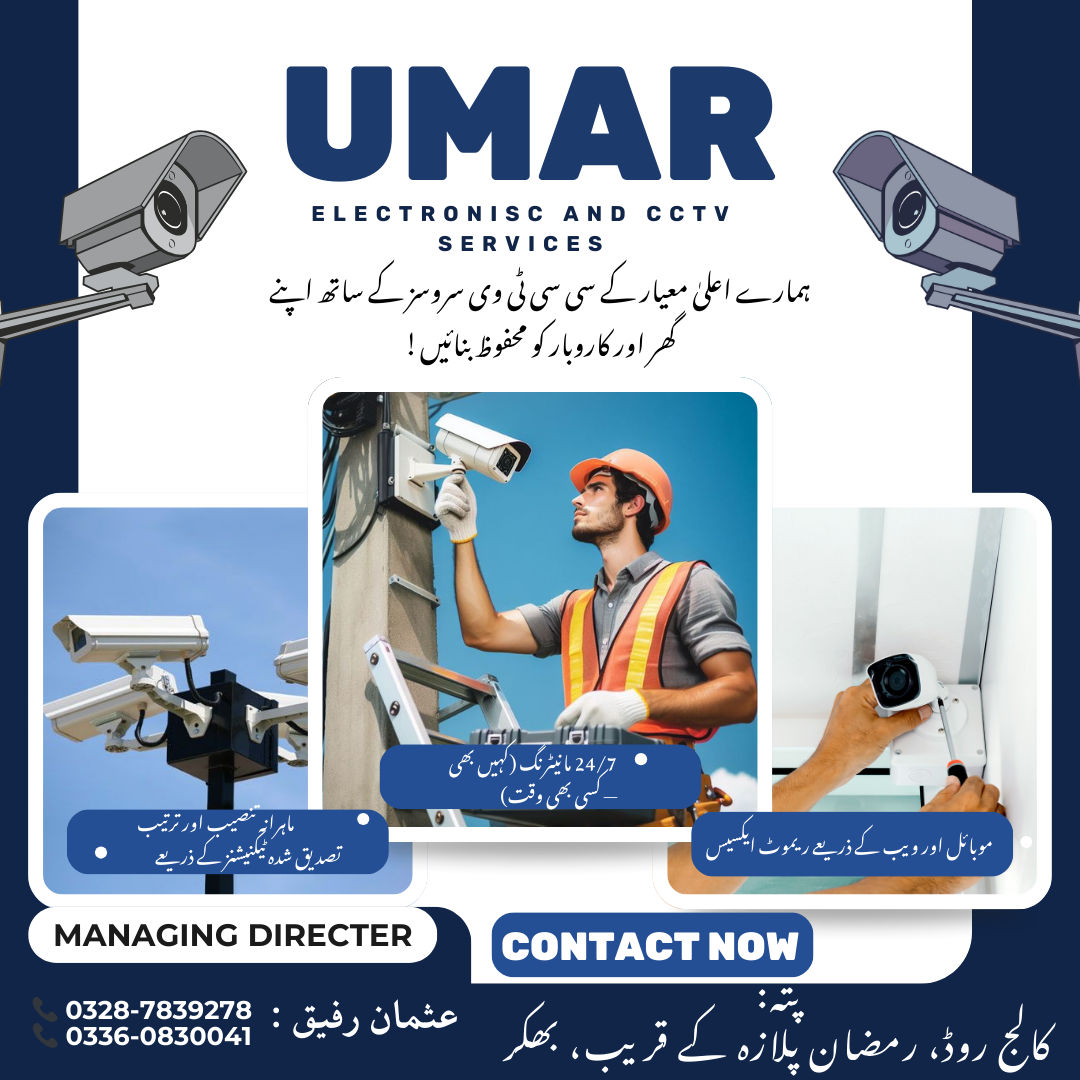 UMAR
ELECTRONISC AND CCTV
SERVICES
ہمارے اعلیٰ معیار کے سی سی ٹی وی سروسز کے ساتھ اپنے
گھر اور کاروبار کو محفوظ بنائیں!
24/7 مانیٹرنگ (کہیں بھی
– کسی بھی وقت)
ماہرانہ تنصیب اور ترتیب
تصدیق شدہ ٹیکنیشنز کے ذریعے
موبائل اور ویب کے ذریعے ریموٹ ایکسیس
MANAGING DIRECTER
CONTACT NOW
عثمان رفیق :
0328-7839278
0336-0830041
پتہ:
کالج روڈ، رمضان پلازہ کے قریب، بھکر